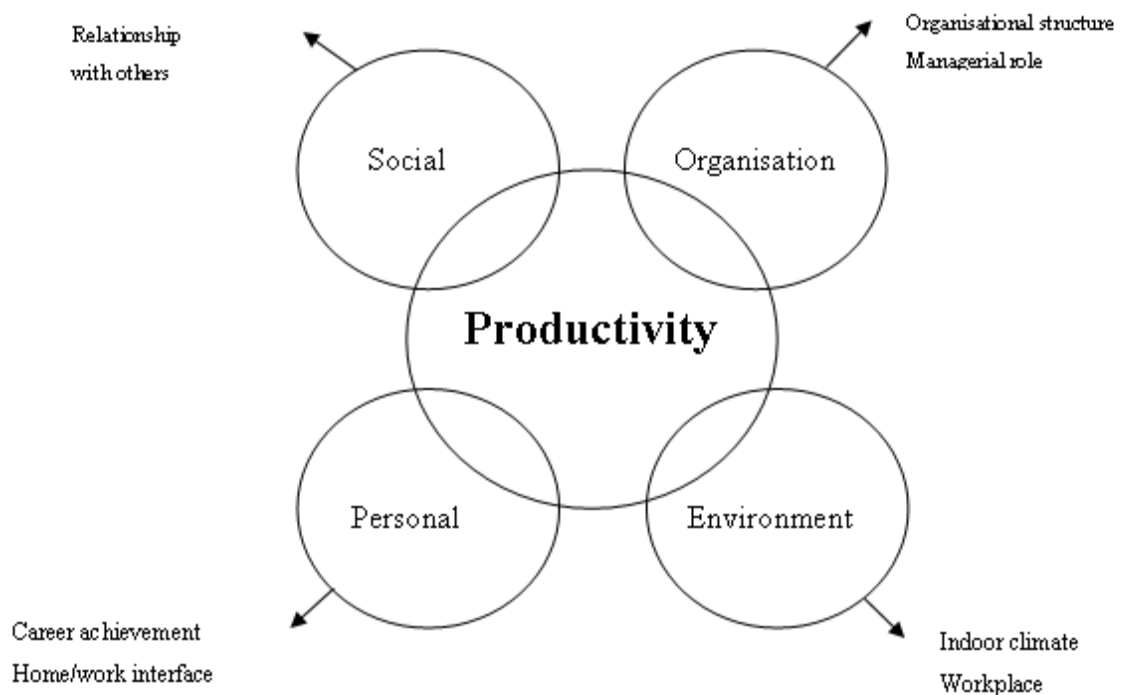 Relationship
with others
Organisational structure
Managerial role
Social
Organisation
Productivity
Personal
Environment
Career achievement
Home/work interface
Indoor climate
Workplace